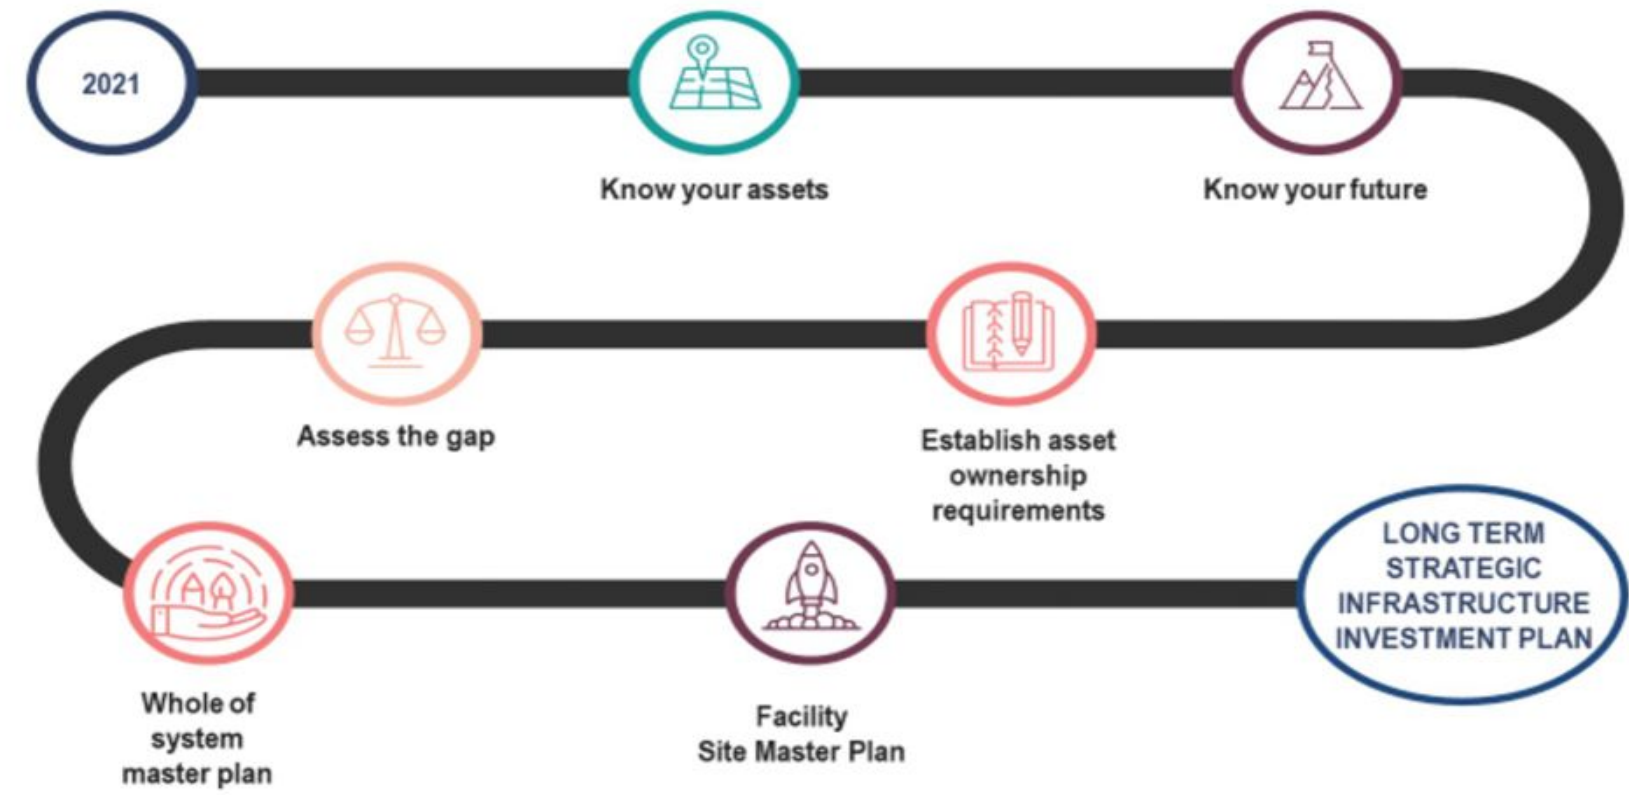 2021
Know your assets
Know your future
Establish asset
ownership
requirements
Assess the gap
Whole of
system
master plan
Facility
Site Master Plan
LONG TERM
STRATEGIC
INFRASTRUCTURE
INVESTMENT PLAN